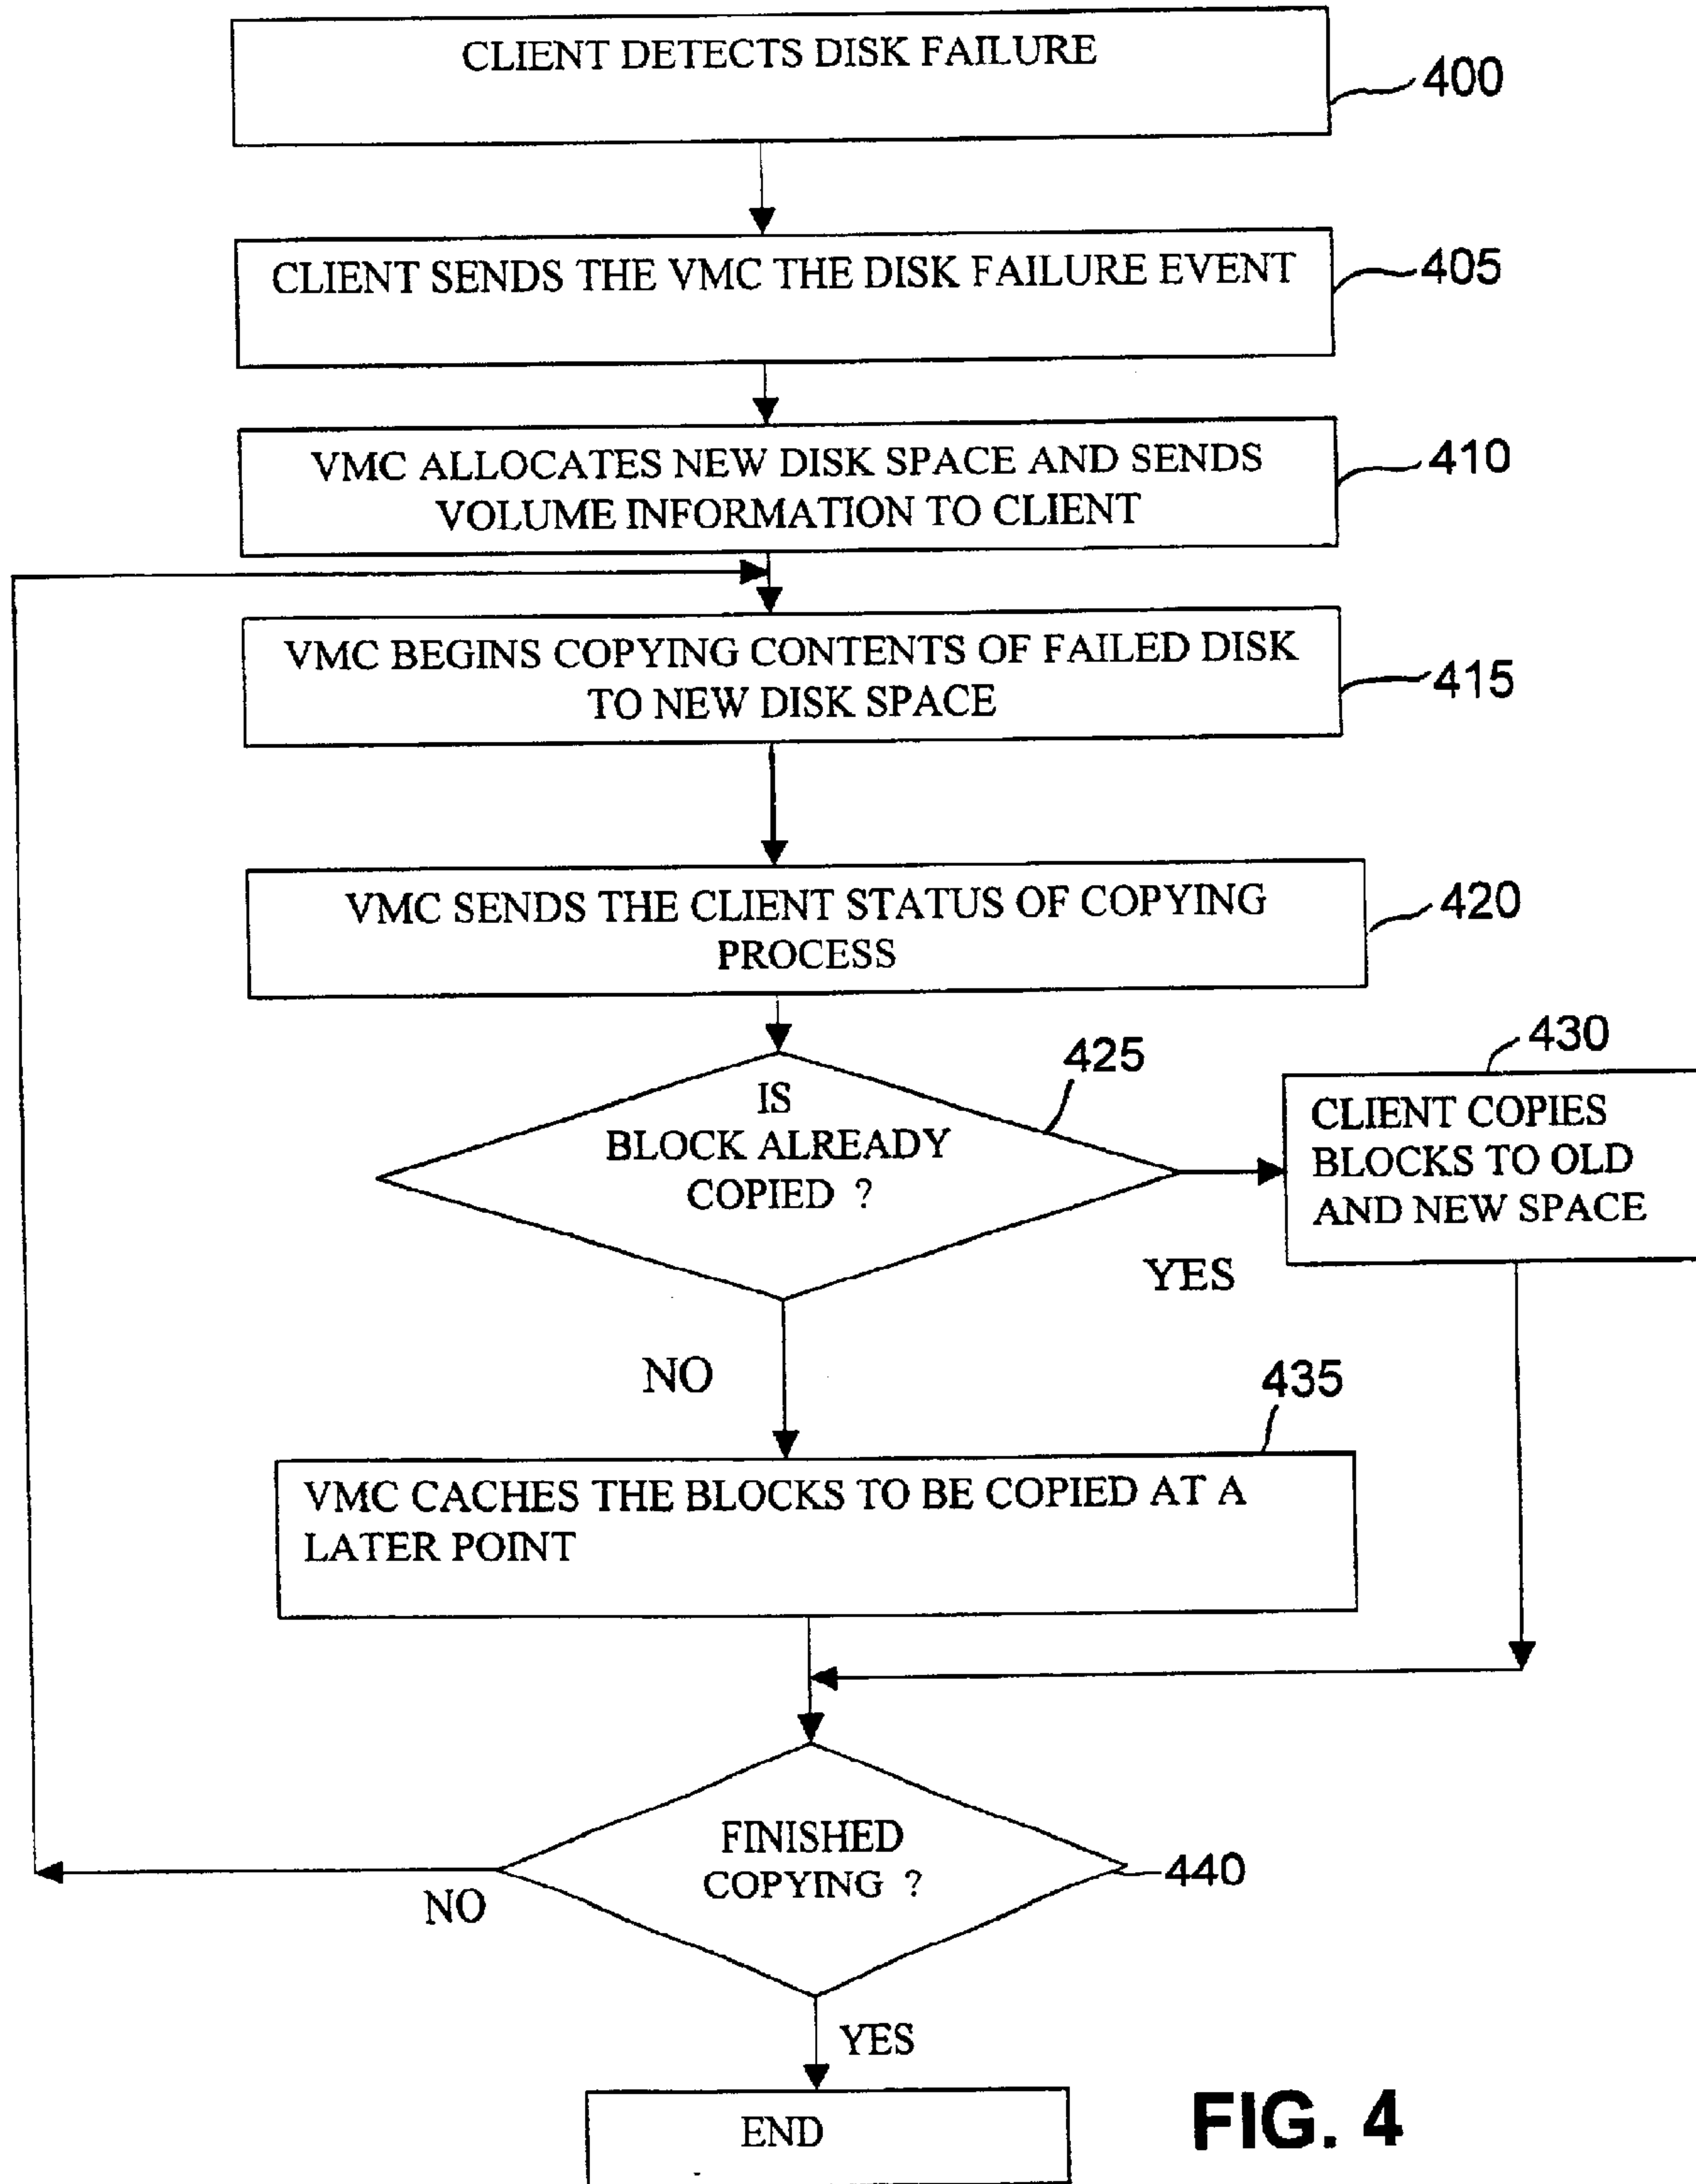 CLIENT DETECTS DISK FAILURE
400
CLIENT SENDS THE VMC THE DISK FAILURE EVENT
405
VMC ALLOCATES NEW DISK SPACE AND SENDS
VOLUME INFORMATION TO CLIENT
410
VMC BEGINS COPYING CONTENTS OF FAILED DISK
TO NEW DISK SPACE
415
VMC SENDS THE CLIENT STATUS OF COPYING
PROCESS
420
IS
BLOCK ALREADY
COPIED ?
425
YES
430
CLIENT COPIES
BLOCKS TO OLD
AND NEW SPACE
NO
435
VMC CACHES THE BLOCKS TO BE COPIED AT A
LATER POINT
FINISHED
COPYING ?
440
NO
YES
END
FIG. 4